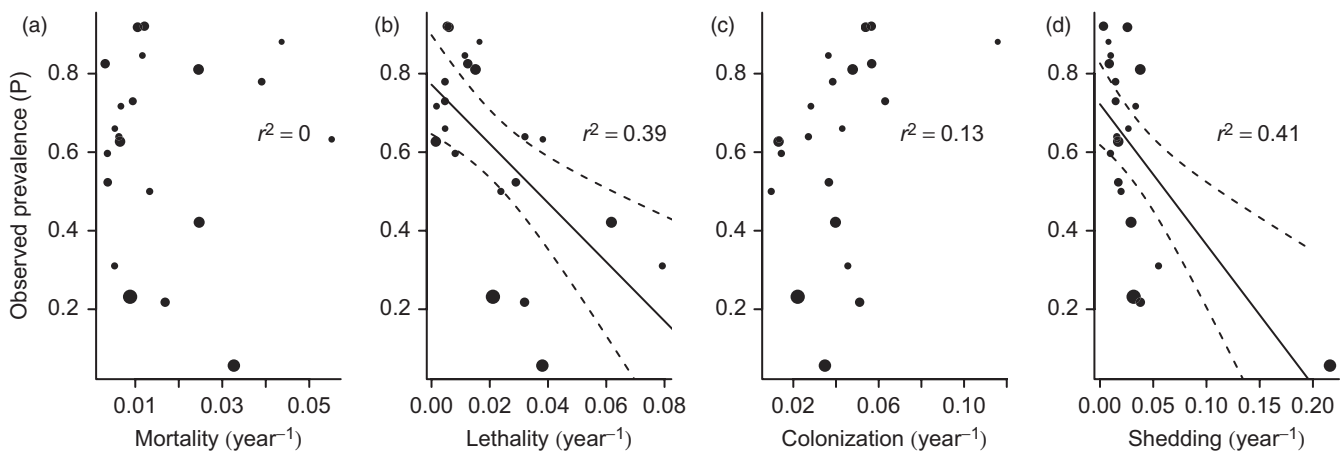 (a) (b) (c) (d)
Observed prevalence (P)
0.8
0.6
0.4
0.2
r² = 0
r² = 0.39
r² = 0.13
r² = 0.41
0.01 0.03 0.05
0.00 0.02 0.04 0.06 0.08
0.02 0.06 0.10
0.00 0.05 0.10 0.15 0.20
Mortality (year⁻¹)
Lethality (year⁻¹)
Colonization (year⁻¹)
Shedding (year⁻¹)